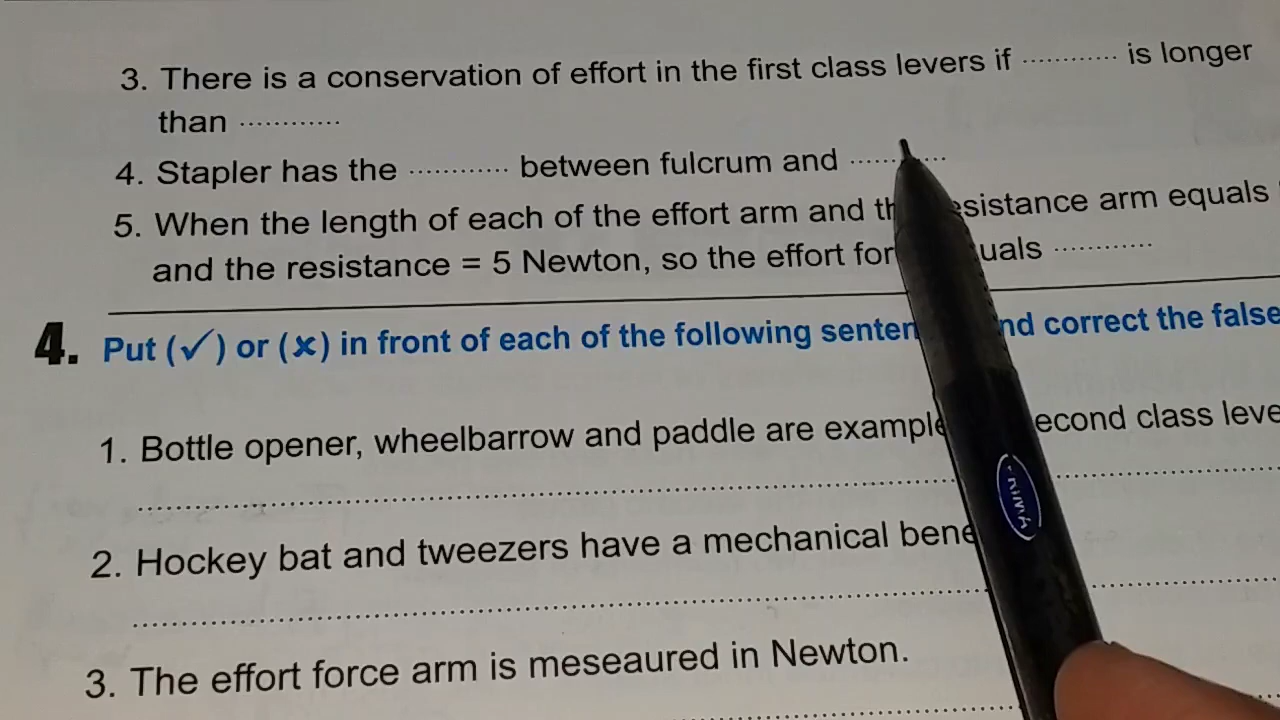 3. There is a conservation of effort in the first class levers if ............ is longer
than ............
4. Stapler has the ............ between fulcrum and ............
5. When the length of each of the effort arm and esistance arm equals
and the resistance = 5 Newton, so the effort for uals ............
4. Put (✓) or (x) in front of each of the following senten nd correct the false
1. Bottle opener, wheelbarrow and paddle are example econd class leve
2. Hockey bat and tweezers have a mechanical bene
3. The effort force arm is meseaured in Newton.
PRIMA